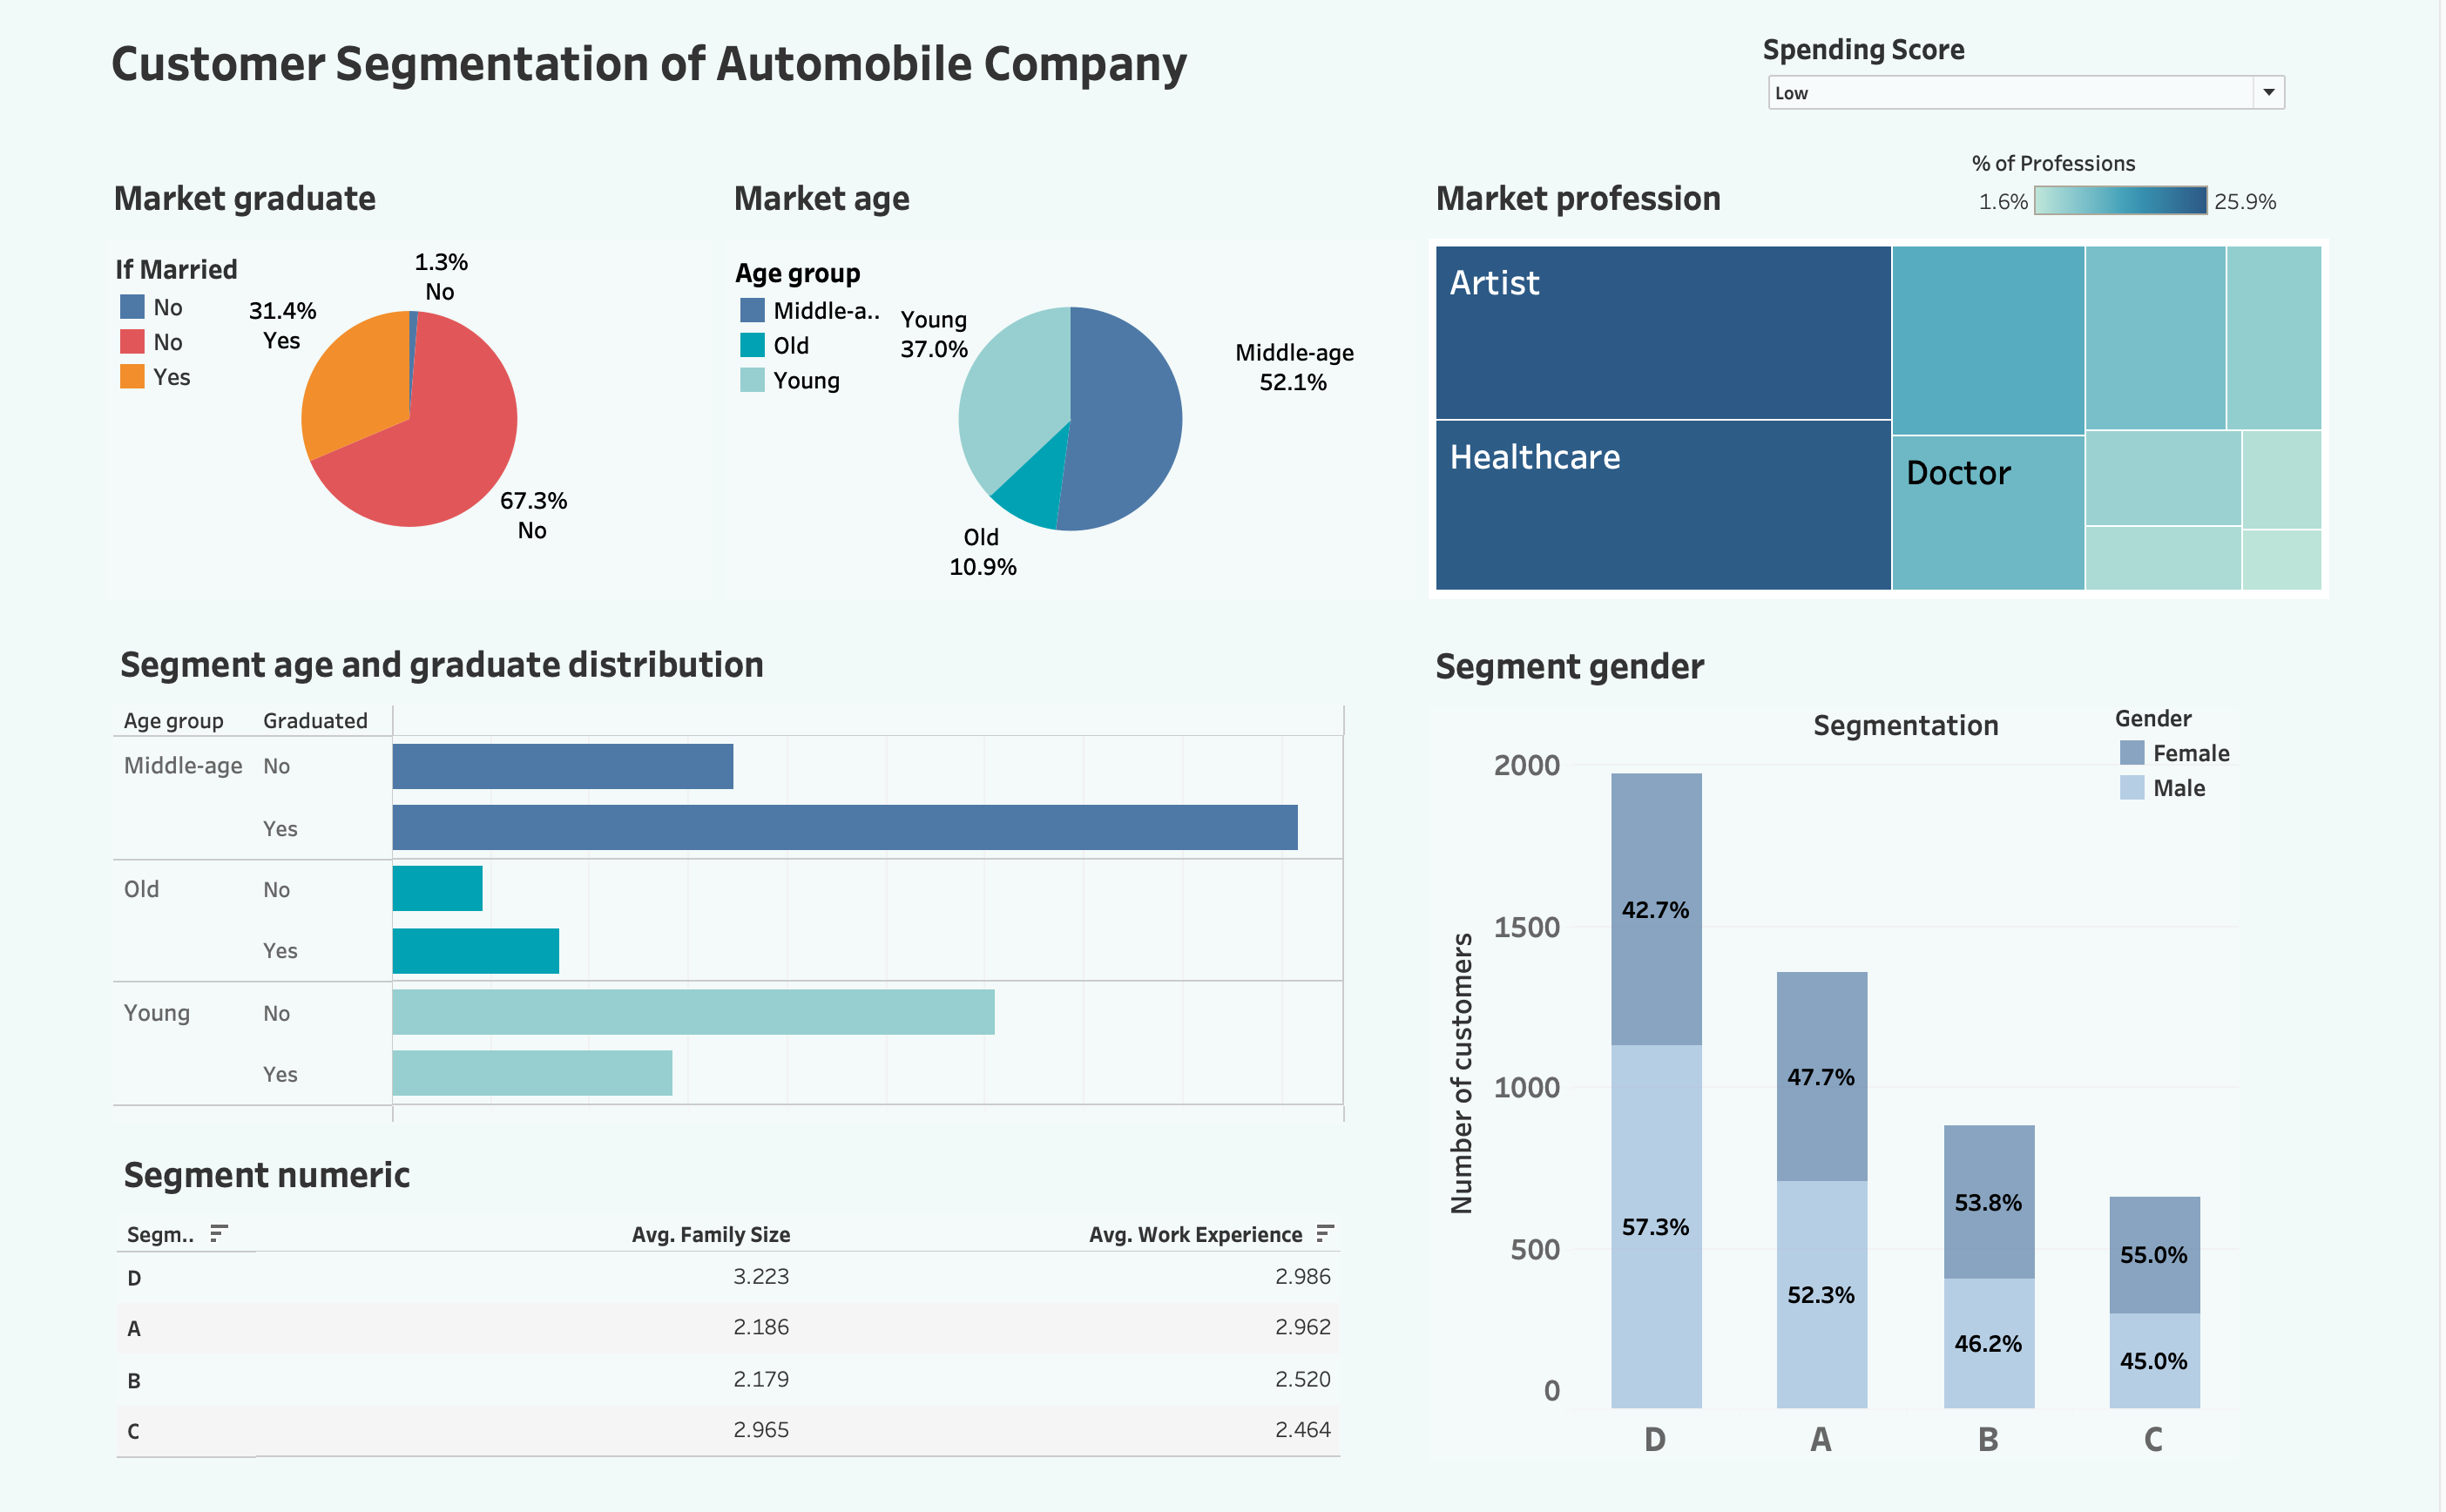 Customer Segmentation of Automobile Company
Spending Score
Low
Market graduate
If Married
No
No
Yes
1.3%
No
31.4%
Yes
67.3%
No
Market age
Age group
Middle-a..
Old
Young
Young
37.0%
Middle-age
52.1%
Old
10.9%
Market profession
% of Professions
1.6% 25.9%
Artist
Healthcare
Doctor
Segment age and graduate distribution
Age group Graduated
Middle-age No
Yes
Old No
Yes
Young No
Yes
Segment numeric
Segm.. Avg. Family Size Avg. Work Experience
D 3.223 2.986
A 2.186 2.962
B 2.179 2.520
C 2.965 2.464
Segment gender
Segmentation
Gender
Female
Male
Number of customers
2000
1500
1000
500
0
42.7%
57.3%
47.7%
52.3%
53.8%
46.2%
55.0%
45.0%
D A B C